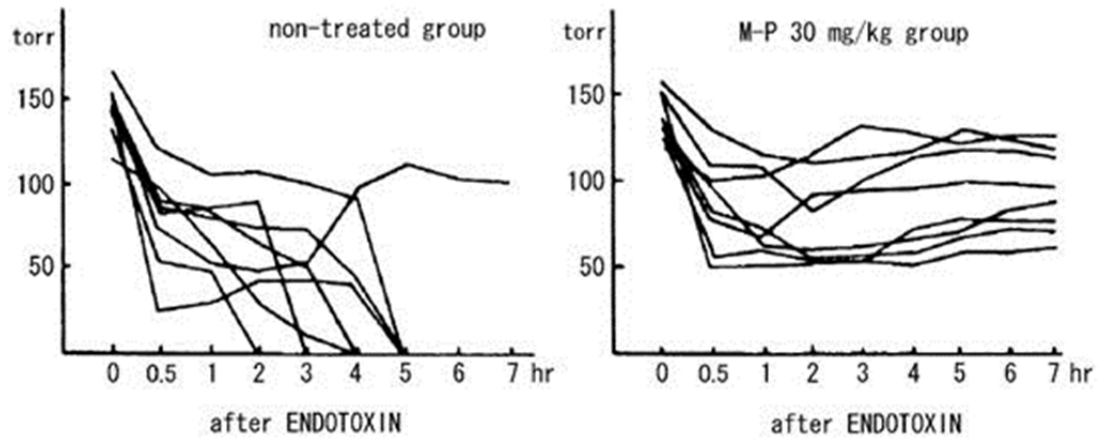 non-treated group
torr
150
100
50
0 0.5 1 2 3 4 5 6 7 hr
after ENDOTOXIN
M-P 30 mg/kg group
torr
150
100
50
0 0.5 1 2 3 4 5 6 7 hr
after ENDOTOXIN